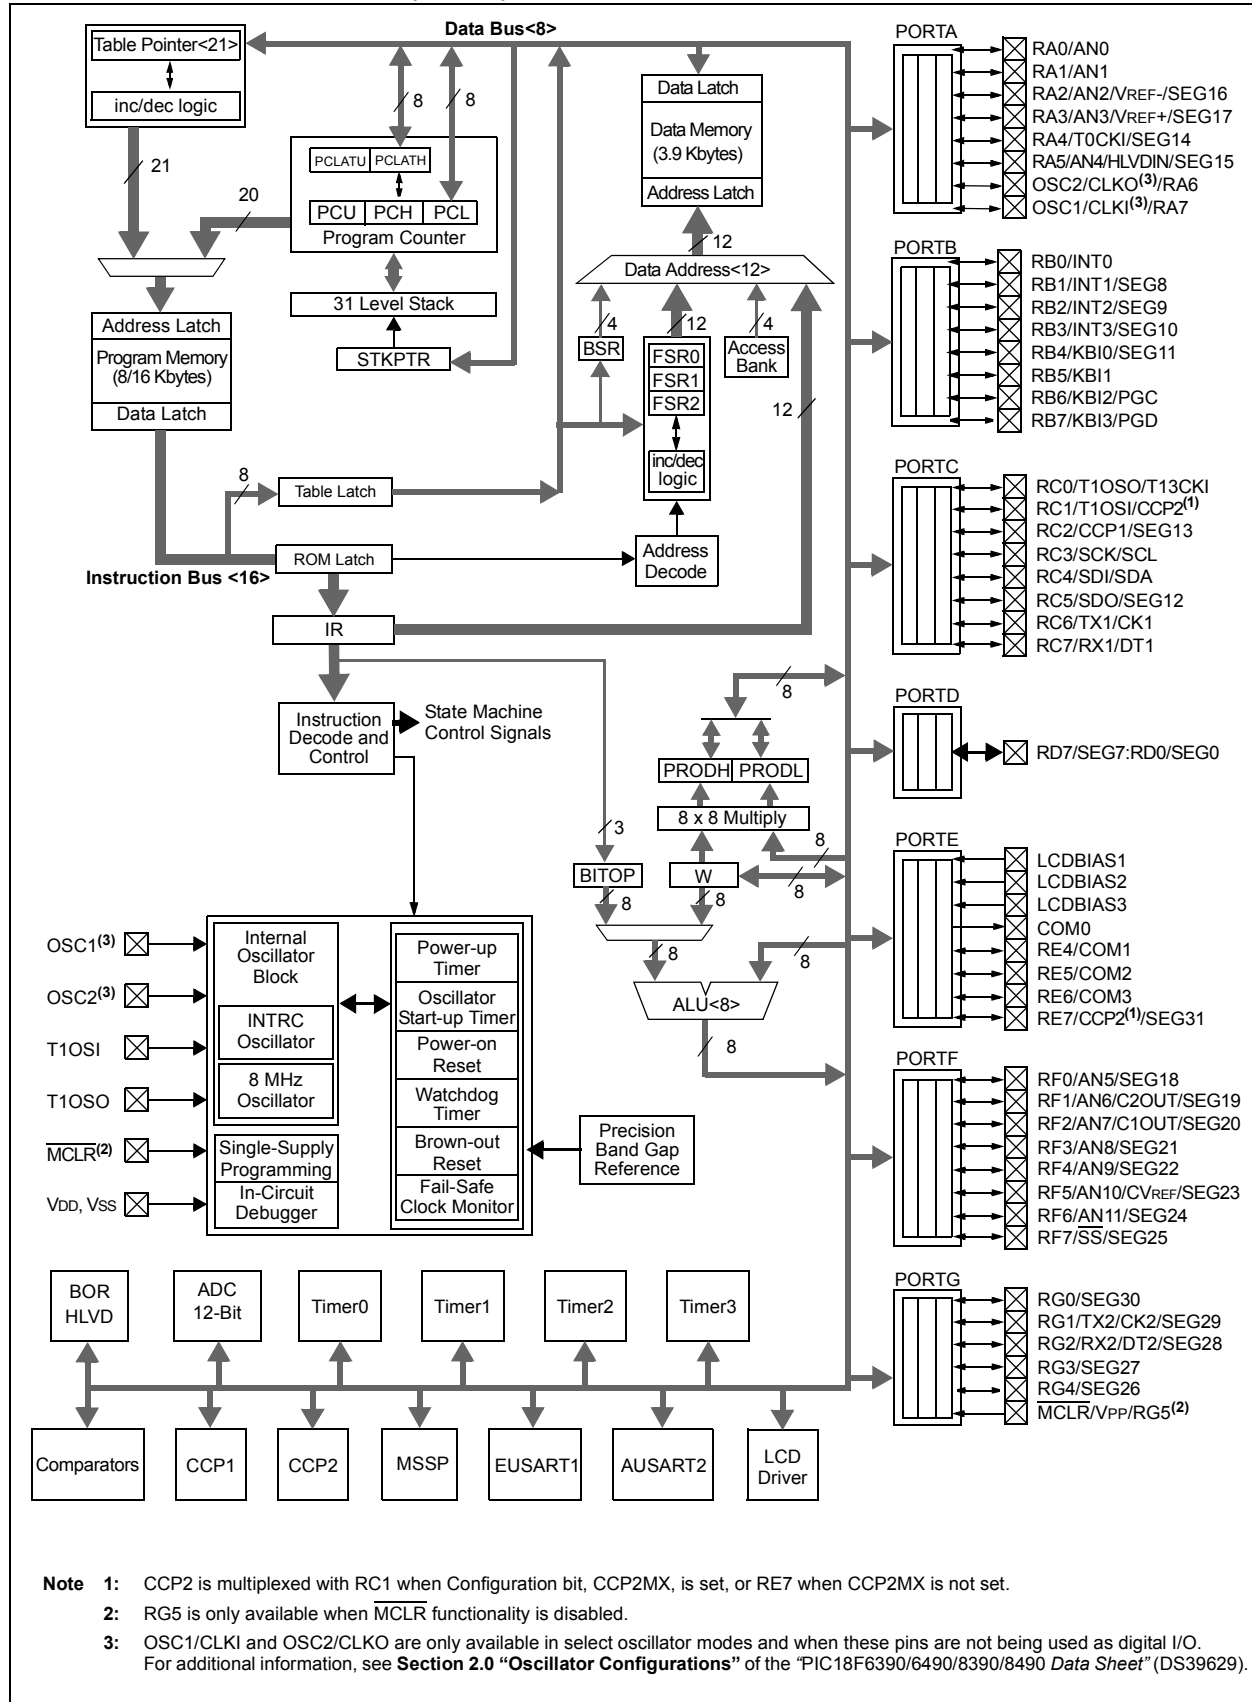 Data Bus<8>
Table Pointer<21>
inc/dec logic
21
20
8
8
PCLATU PCLATH
PCU PCH PCL
Program Counter
31 Level Stack
STKPTR
Address Latch
Program Memory
(8/16 Kbytes)
Data Latch
8
Table Latch
ROM Latch
Instruction Bus <16>
IR
Instruction
Decode and
Control
State Machine
Control Signals
Data Latch
Data Memory
(3.9 Kbytes)
Address Latch
12
Data Address<12>
4
12
4
BSR
FSR0
FSR1
FSR2
inc/dec
logic
Access
Bank
12
Address
Decode
8
PRODH PRODL
8 x 8 Multiply
3
8
BITOP
W
8
8
8
8
8
ALU<8>
8
OSC1(3)
OSC2(3)
T1OSI
T1OSO
MCLR(2)
VDD, VSS
Internal
Oscillator
Block
INTRC
Oscillator
8 MHz
Oscillator
Single-Supply
Programming
In-Circuit
Debugger
Power-up
Timer
Oscillator
Start-up Timer
Power-on
Reset
Watchdog
Timer
Brown-out
Reset
Fail-Safe
Clock Monitor
Precision
Band Gap
Reference
BOR
HLVD
ADC
12-Bit
Timer0
Timer1
Timer2
Timer3
Comparators
CCP1
CCP2
MSSP
EUSART1
AUSART2
LCD
Driver
PORTA
RA0/AN0
RA1/AN1
RA2/AN2/VREF-/SEG16
RA3/AN3/VREF+/SEG17
RA4/T0CKI/SEG14
RA5/AN4/HLVDIN/SEG15
OSC2/CLKO(3)/RA6
OSC1/CLKI(3)/RA7
PORTB
RB0/INT0
RB1/INT1/SEG8
RB2/INT2/SEG9
RB3/INT3/SEG10
RB4/KBI0/SEG11
RB5/KBI1
RB6/KBI2/PGC
RB7/KBI3/PGD
PORTC
RC0/T1OSO/T13CKI
RC1/T1OSI/CCP2(1)
RC2/CCP1/SEG13
RC3/SCK/SCL
RC4/SDI/SDA
RC5/SDO/SEG12
RC6/TX1/CK1
RC7/RX1/DT1
PORTD
RD7/SEG7:RD0/SEG0
PORTE
LCDBIAS1
LCDBIAS2
LCDBIAS3
COM0
RE4/COM1
RE5/COM2
RE6/COM3
RE7/CCP2(1)/SEG31
PORTF
RF0/AN5/SEG18
RF1/AN6/C2OUT/SEG19
RF2/AN7/C1OUT/SEG20
RF3/AN8/SEG21
RF4/AN9/SEG22
RF5/AN10/CVREF/SEG23
RF6/AN11/SEG24
RF7/SS/SEG25
PORTG
RG0/SEG30
RG1/TX2/CK2/SEG29
RG2/RX2/DT2/SEG28
RG3/SEG27
RG4/SEG26
MCLR/VPP/RG5(2)
Note 1: CCP2 is multiplexed with RC1 when Configuration bit, CCP2MX, is set, or RE7 when CCP2MX is not set.
2: RG5 is only available when MCLR functionality is disabled.
3: OSC1/CLKI and OSC2/CLKO are only available in select oscillator modes and when these pins are not being used as digital I/O.
For additional information, see Section 2.0 “Oscillator Configurations” of the “PIC18F6390/6490/8390/8490 Data Sheet” (DS39629).